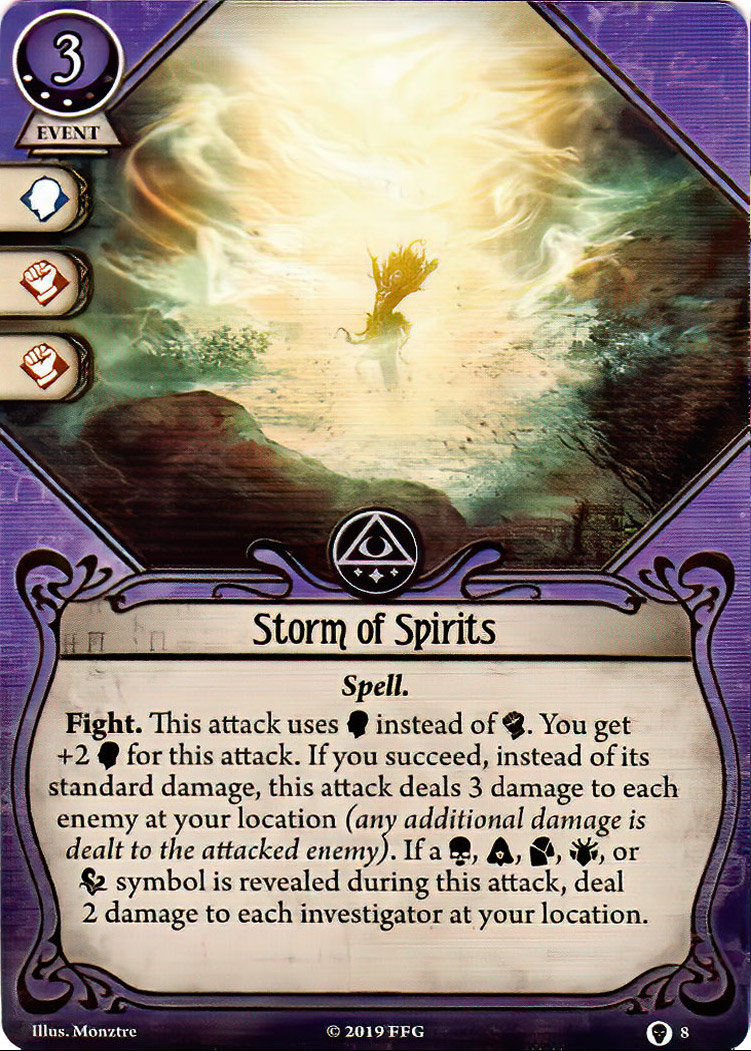 3
EVENT
Storm of Spirits
Spell.
Fight. This attack uses instead of . You get
+2 for this attack. If you succeed, instead of its
standard damage, this attack deals 3 damage to each
enemy at your location (any additional damage is
dealt to the attacked enemy). If a , , , , or
symbol is revealed during this attack, deal
2 damage to each investigator at your location.
Illus. Monztre © 2019 FFG 8